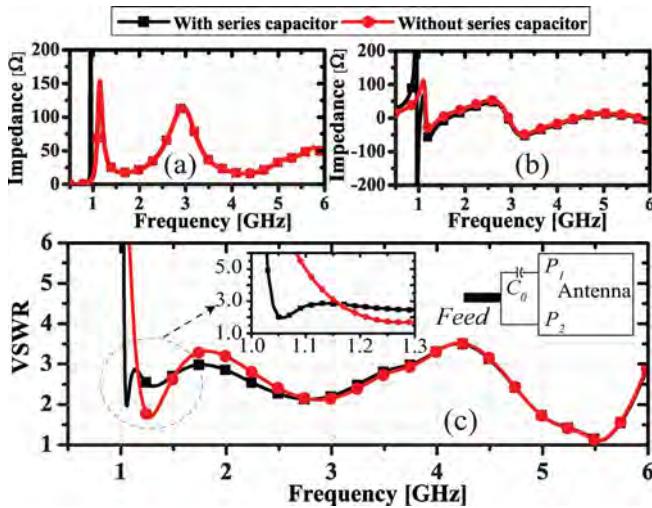 With series capacitor Without series capacitor
Impedance [Ω]
200
150
100
50
0
(a)
1 2 3 4 5 6
Frequency [GHz]
Impedance [Ω]
200
100
0
-100
-200
(b)
1 2 3 4 5 6
Frequency [GHz]
VSWR
6
5
4
3
2
1
5.0
3.0
1.0
1.0 1.1 1.2 1.3
C0
P1
Antenna
Feed
P2
(c)
1 2 3 4 5 6
Frequency [GHz]